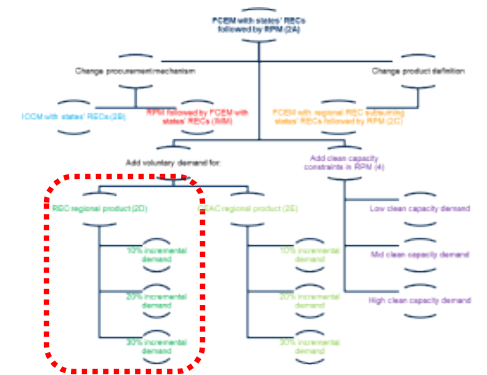 FCEM with states' RECs
followed by RPM (2A)
Change procurement mechanism
Change product definition
ICCM with states' RECs (2B)
RPM followed by FCEM with
states' RECs (IMM)
FCEM with regional REC subsuming
states' RECs followed by RPM (2C)
Add voluntary demand for:
Add clean capacity
constraints in RPM (4)
REC regional product (2D)
CEAC regional product (2E)
Low clean capacity demand
10% incremental
demand
10% incremental
demand
Mid clean capacity demand
20% incremental
demand
20% incremental
demand
High clean capacity demand
30% incremental
demand
30% incremental
demand